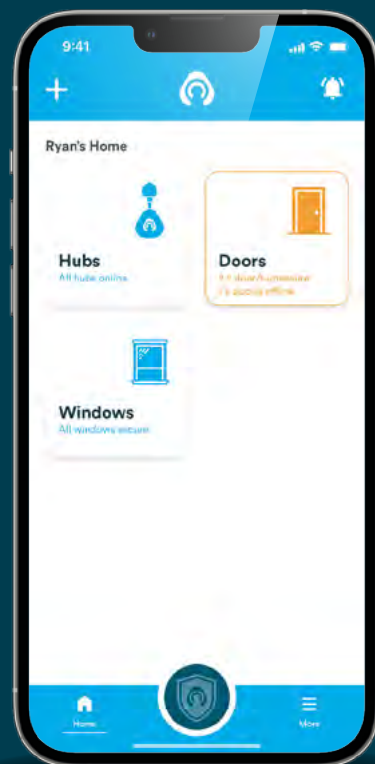 9:41
Ryan's Home
Hubs
All hubs online
Doors
Windows
All windows secure
Home
More